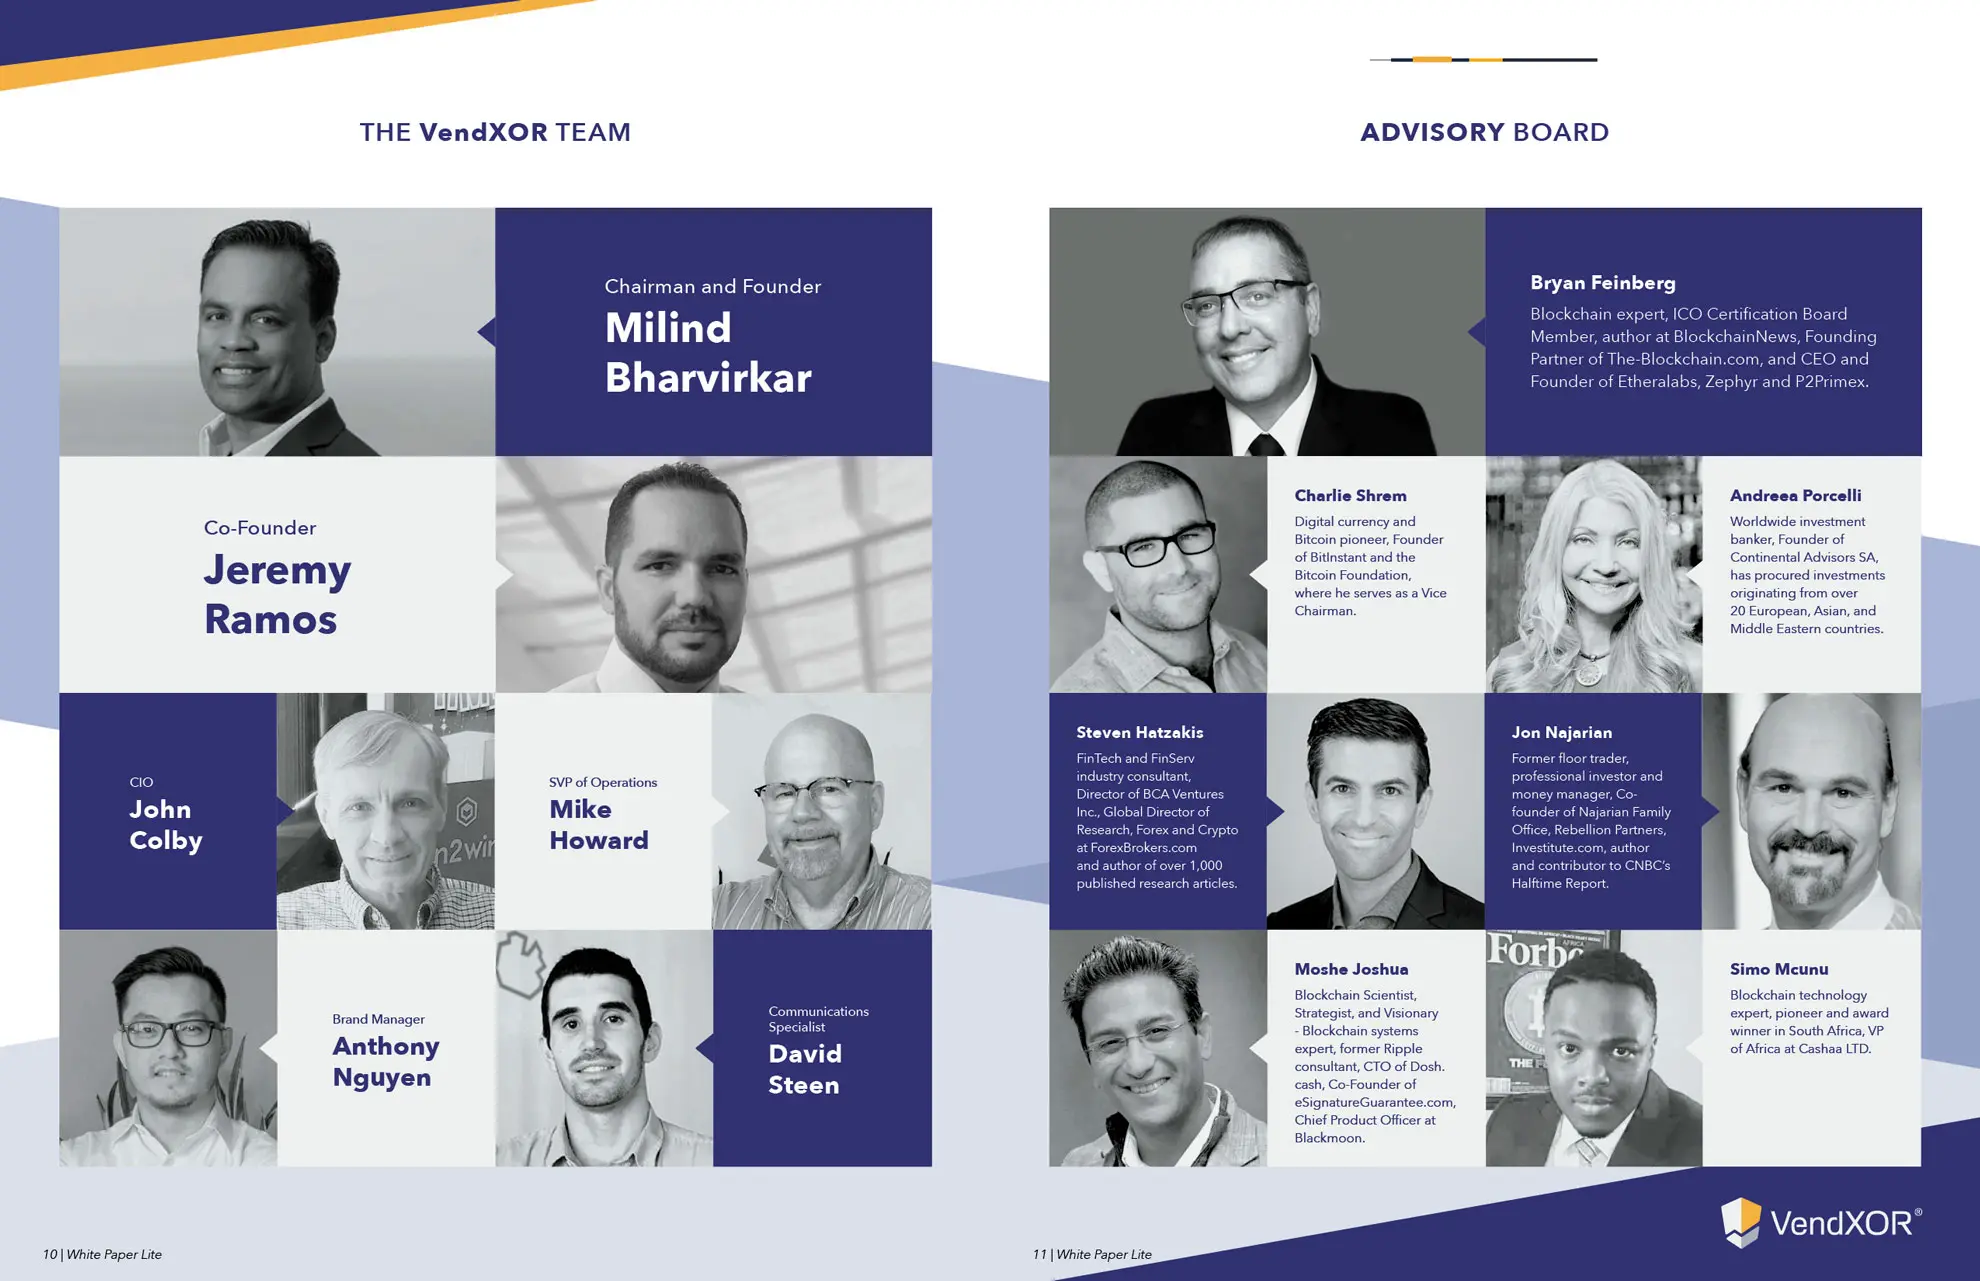 THE VendXOR TEAM
Chairman and Founder
Milind
Bharvirkar
Co-Founder
Jeremy
Ramos
CIO
John
Colby
n2win
SVP of Operations
Mike
Howard
Brand Manager
Anthony
Nguyen
Communications
Specialist
David
Steen
10 | White Paper Lite
ADVISORY BOARD
Bryan Feinberg
Blockchain expert, ICO Certification Board
Member, author at BlockchainNews, Founding
Partner of The-Blockchain.com, and CEO and
Founder of Etheralabs, Zephyr and P2Primex.
Charlie Shrem
Digital currency and
Bitcoin pioneer, Founder
of BitInstant and the
Bitcoin Foundation,
where he serves as a Vice
Chairman.
Andreea Porcelli
Worldwide investment
banker, Founder of
Continental Advisors SA,
has procured investments
originating from over
20 European, Asian, and
Middle Eastern countries.
Steven Hatzakis
FinTech and FinServ
industry consultant,
Director of BCA Ventures
Inc., Global Director of
Research, Forex and Crypto
at ForexBrokers.com
and author of over 1,000
published research articles.
Jon Najarian
Former floor trader,
professional investor and
money manager, Co-
founder of Najarian Family
Office, Rebellion Partners,
Investitute.com, author
and contributor to CNBC's
Halftime Report.
Moshe Joshua
Blockchain Scientist,
Strategist, and Visionary
- Blockchain systems
expert, former Ripple
consultant, CTO of Dosh.
cash, Co-Founder of
eSignatureGuarantee.com,
Chief Product Officer at
Blackmoon.
Forb
AFRICA
THE F
Simo Mcunu
Blockchain technology
expert, pioneer and award
winner in South Africa, VP
of Africa at Cashaa LTD.
11 | White Paper Lite
VendXOR®